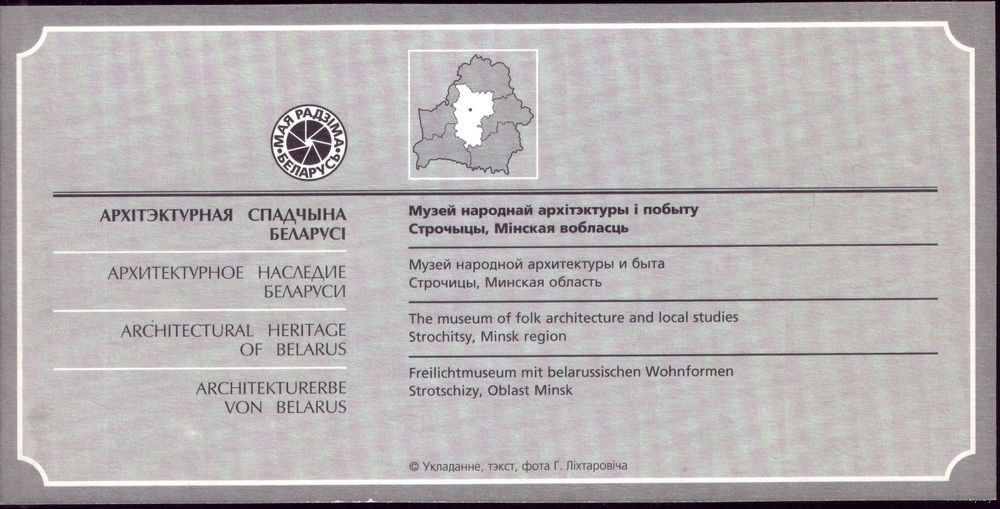 МАЯ РАДЗІМА
БЕЛАРУСЬ
АРХІТЭКТУРНАЯ СПАДЧЫНА
БЕЛАРУСІ
Музей народнай архітэктуры і побыту
Строчыцы, Мінская вобласць
АРХИТЕКТУРНОЕ НАСЛЕДИЕ
БЕЛАРУСИ
Музей народной архитектуры и быта
Строчицы, Минская область
ARCHITECTURAL HERITAGE
OF BELARUS
The museum of folk architecture and local studies
Strochitsy, Minsk region
ARCHITEKTURERBE
VON BELARUS
Freilichtmuseum mit belarussischen Wohnformen
Strotschizy, Oblast Minsk
© Укладанне, тэкст, фота Г. Ліхтаровіча